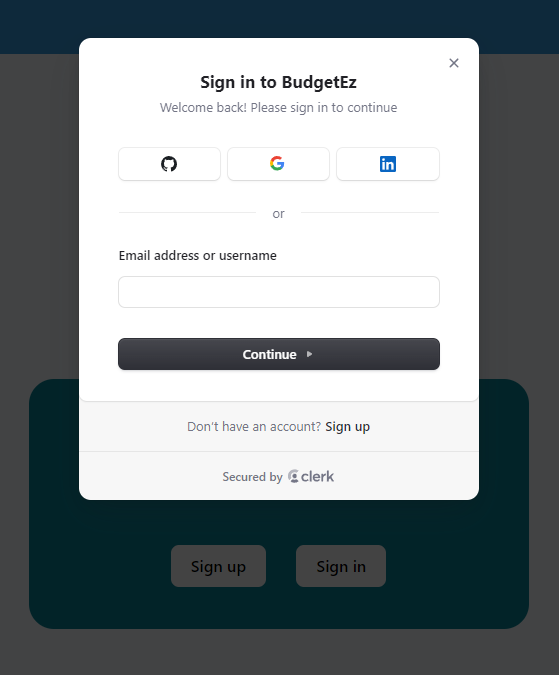 Sign in to BudgetEz
Welcome back! Please sign in to continue
or
Email address or username
Continue
Don't have an account? Sign up
Secured by clerk
Sign up
Sign in